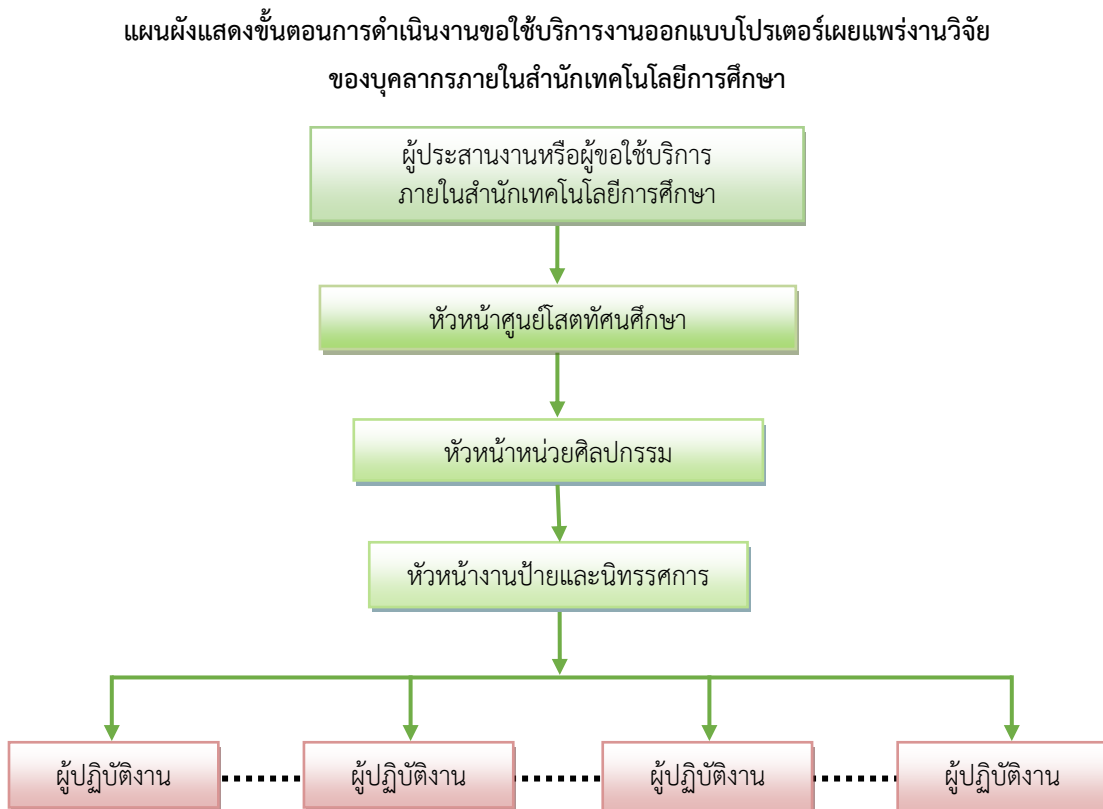 แผนผังแสดงขั้นตอนการดำเนินงานขอใช้บริการงานออกแบบโปรเตอร์เผยแพร่งานวิจัย
ของบุคลากรภายในสำนักเทคโนโลยีการศึกษา
ผู้ประสานงานหรือผู้ขอใช้บริการ
ภายในสำนักเทคโนโลยีการศึกษา
หัวหน้าศูนย์โสตทัศนศึกษา
หัวหน้าหน่วยศิลปกรรม
หัวหน้างานป้ายและนิทรรศการ
ผู้ปฏิบัติงาน ผู้ปฏิบัติงาน ผู้ปฏิบัติงาน ผู้ปฏิบัติงาน